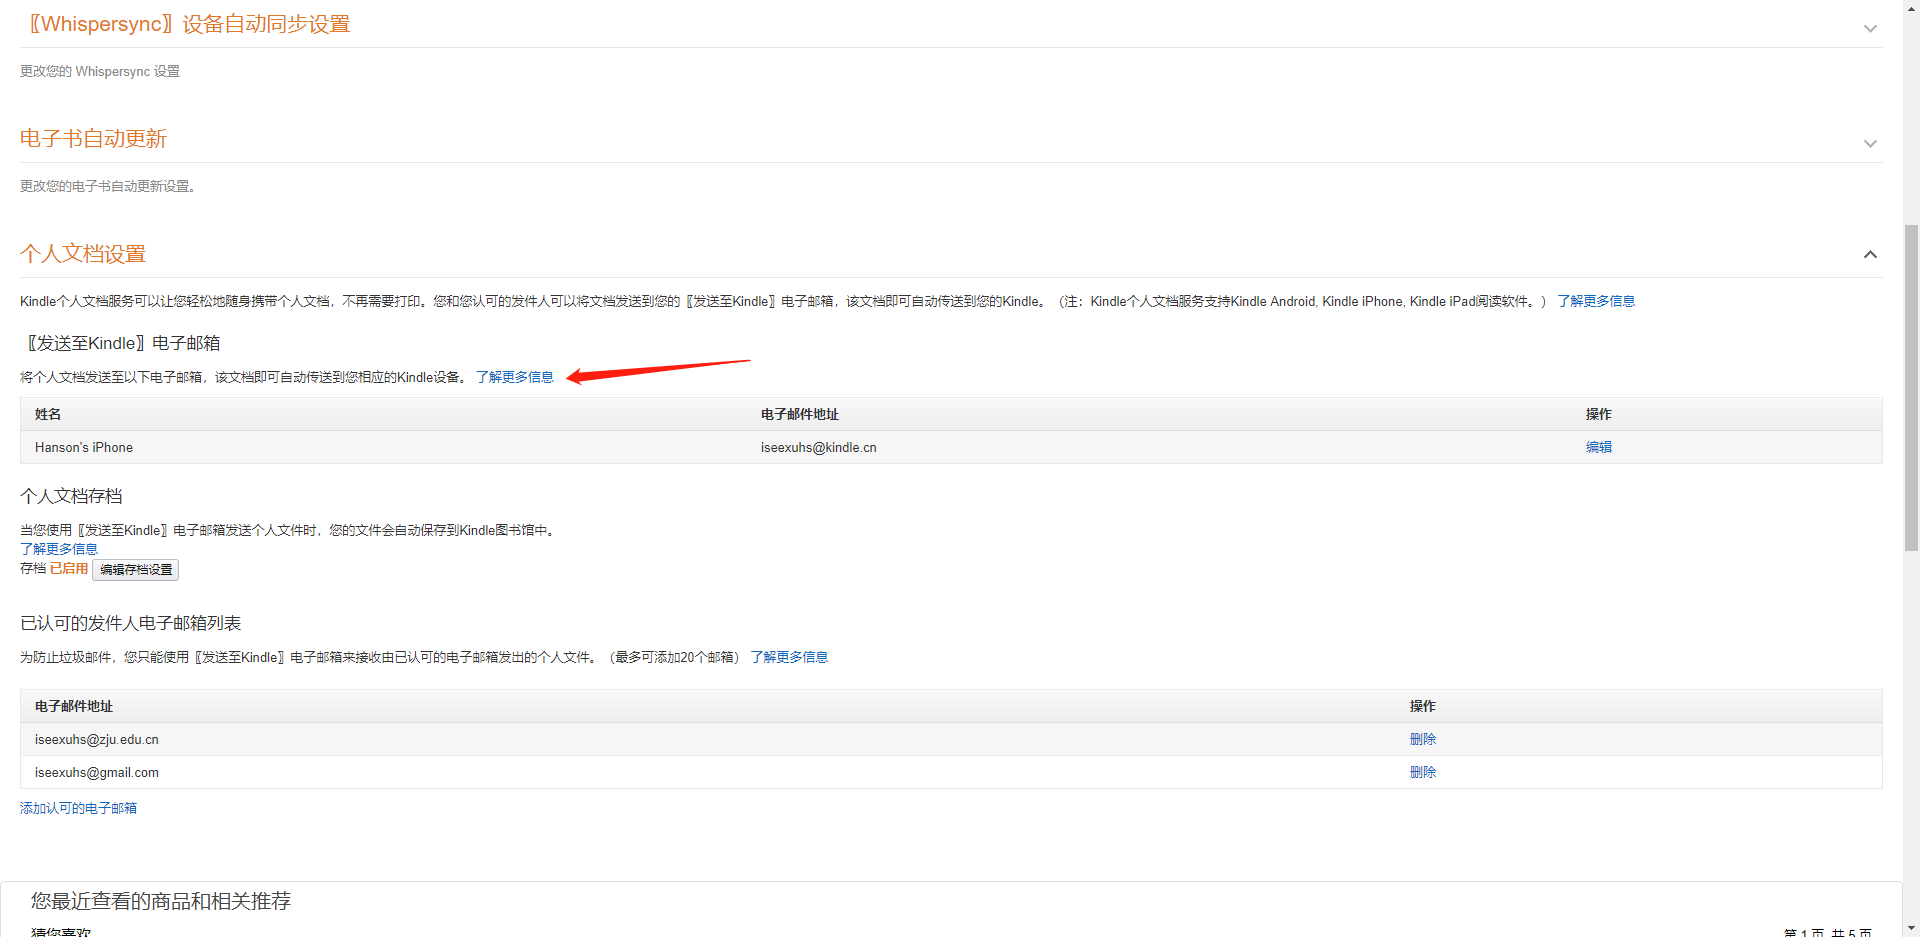 〖Whispersync〗设备自动同步设置
更改您的 Whispersync 设置
电子书自动更新
更改您的电子书自动更新设置。
个人文档设置
Kindle个人文档服务可以让您轻松地随身携带个人文档，不再需要打印。您和您认可的发件人可以将文档发送到您的〖发送至Kindle〗电子邮箱，该文档即可自动传送到您的Kindle。（注：Kindle个人文档服务支持Kindle Android, Kindle iPhone, Kindle iPad阅读软件。） 了解更多信息
〖发送至Kindle〗电子邮箱
将个人文档发送至以下电子邮箱，该文档即可自动传送到您相应的Kindle设备。 了解更多信息
姓名 电子邮件地址 操作
Hanson's iPhone iseexuhs@kindle.cn 编辑
个人文档存档
当您使用〖发送至Kindle〗电子邮箱发送个人文件时，您的文件会自动保存到Kindle图书馆中。
了解更多信息
存档 已启用 编辑存档设置
已认可的发件人电子邮箱列表
为防止垃圾邮件，您只能使用〖发送至Kindle〗电子邮箱来接收由已认可的电子邮箱发出的个人文件。（最多可添加20个邮箱） 了解更多信息
电子邮件地址 操作
iseexuhs@zju.edu.cn 删除
iseexuhs@gmail.com 删除
添加认可的电子邮箱
您最近查看的商品和相关推荐
猜您喜欢 第 1 页, 共 5 页